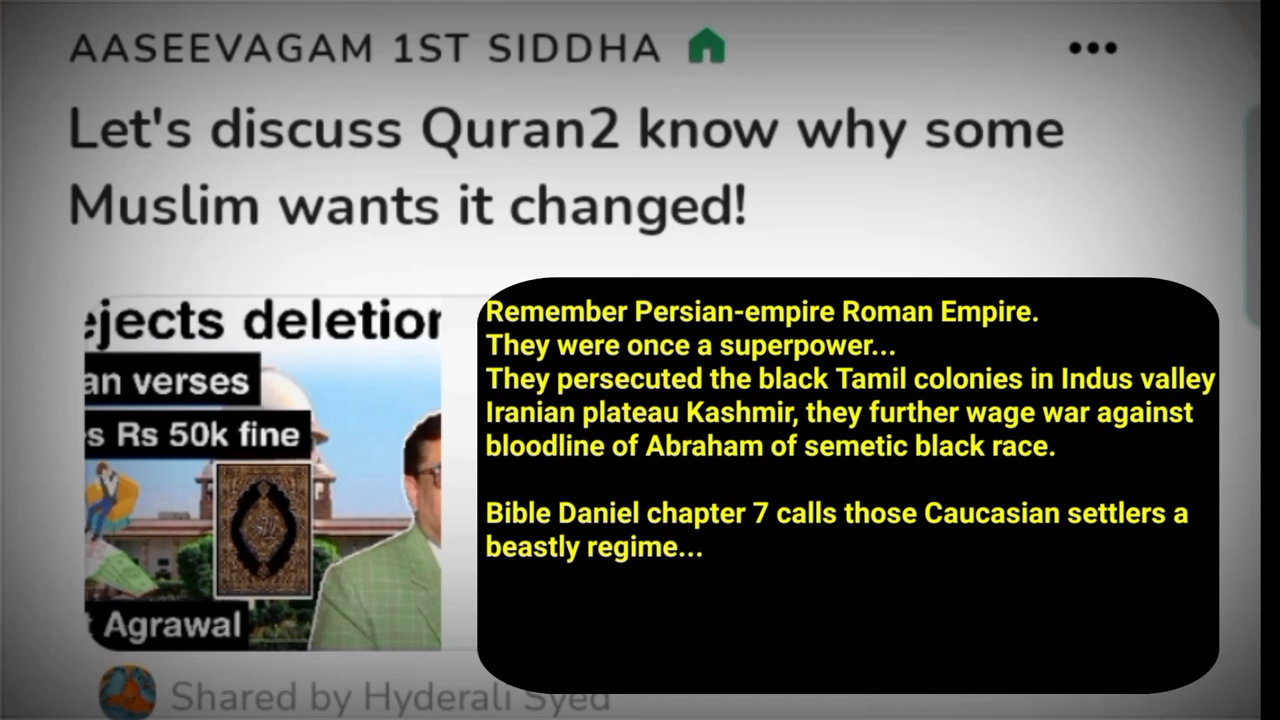 AASEEVAGAM 1ST SIDDHA
Let's discuss Quran2 know why some
Muslim wants it changed!
ejects deletion
an verses
s Rs 50k fine
t Agrawal
Remember Persian-empire Roman Empire.
They were once a superpower...
They persecuted the black Tamil colonies in Indus valley
Iranian plateau Kashmir, they further wage war against
bloodline of Abraham of semetic black race.
Bible Daniel chapter 7 calls those Caucasian settlers a
beastly regime...
Shared by Hyderali Syed